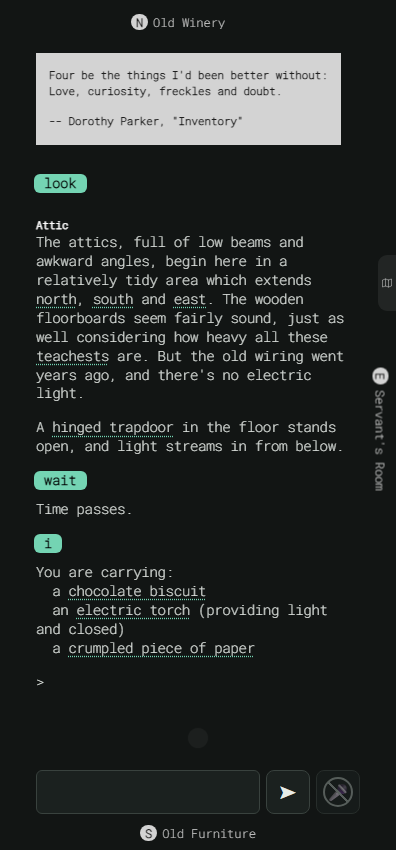 N Old Winery
Four be the things I'd been better without:
Love, curiosity, freckles and doubt.
-- Dorothy Parker, "Inventory"
look
Attic
The attics, full of low beams and
awkward angles, begin here in a
relatively tidy area which extends
north, south and east. The wooden
floorboards seem fairly sound, just as
well considering how heavy all these
teachests are. But the old wiring went
years ago, and there's no electric
light.
A hinged trapdoor in the floor stands
open, and light streams in from below.
wait
Time passes.
i
You are carrying:
a chocolate biscuit
an electric torch (providing light
and closed)
a crumpled piece of paper
>
E Servant's Room
S Old Furniture